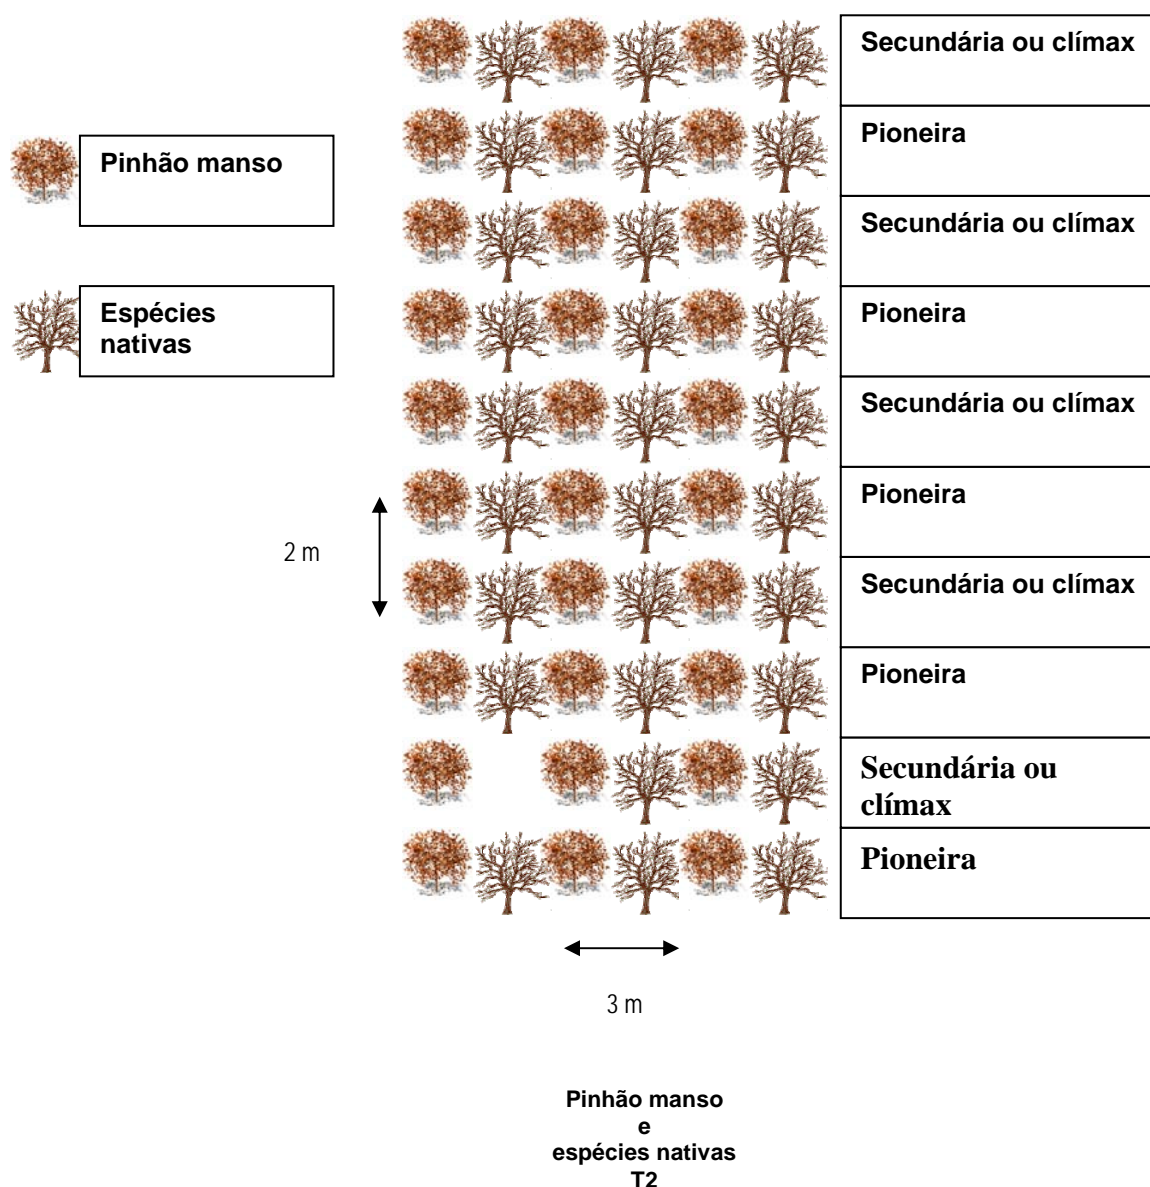 Pinhão manso
Espécies
nativas
Secundária ou clímax
Pioneira
Secundária ou clímax
Pioneira
Secundária ou clímax
Pioneira
Secundária ou clímax
Pioneira
Secundária ou
clímax
Pioneira
2 m
3 m
Pinhão manso
e
espécies nativas
T2